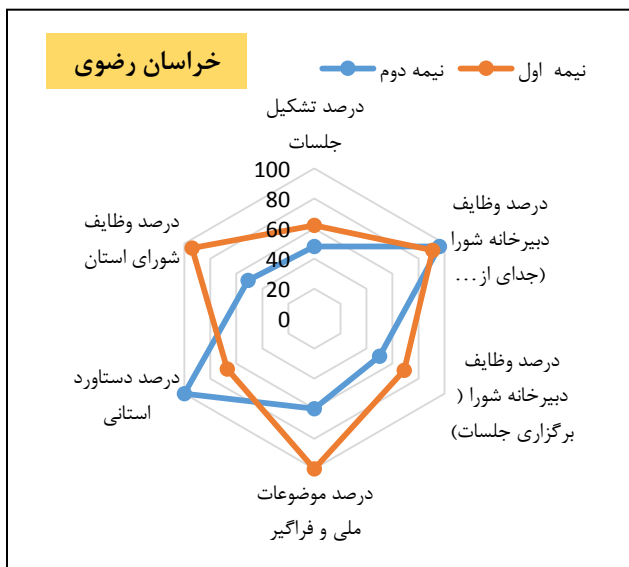 خراسان رضوی
نیمه اول
نیمه دوم
درصد تشکیل
جلسات
100
80
60
40
20
0
درصد وظایف
دبیرخانه شورا
(جدای از...
درصد وظایف
دبیرخانه شورا (
برگزاری جلسات)
درصد موضوعات
ملی و فراگیر
درصد دستاورد
استانی
درصد وظایف
شورای استان